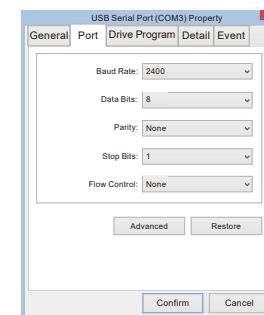 USB Serial Port (COM3) Property
General Port Drive Program Detail Event
Baud Rate: 2400
Data Bits: 8
Parity: None
Stop Bits: 1
Flow Control: None
Advanced Restore
Confirm Cancel